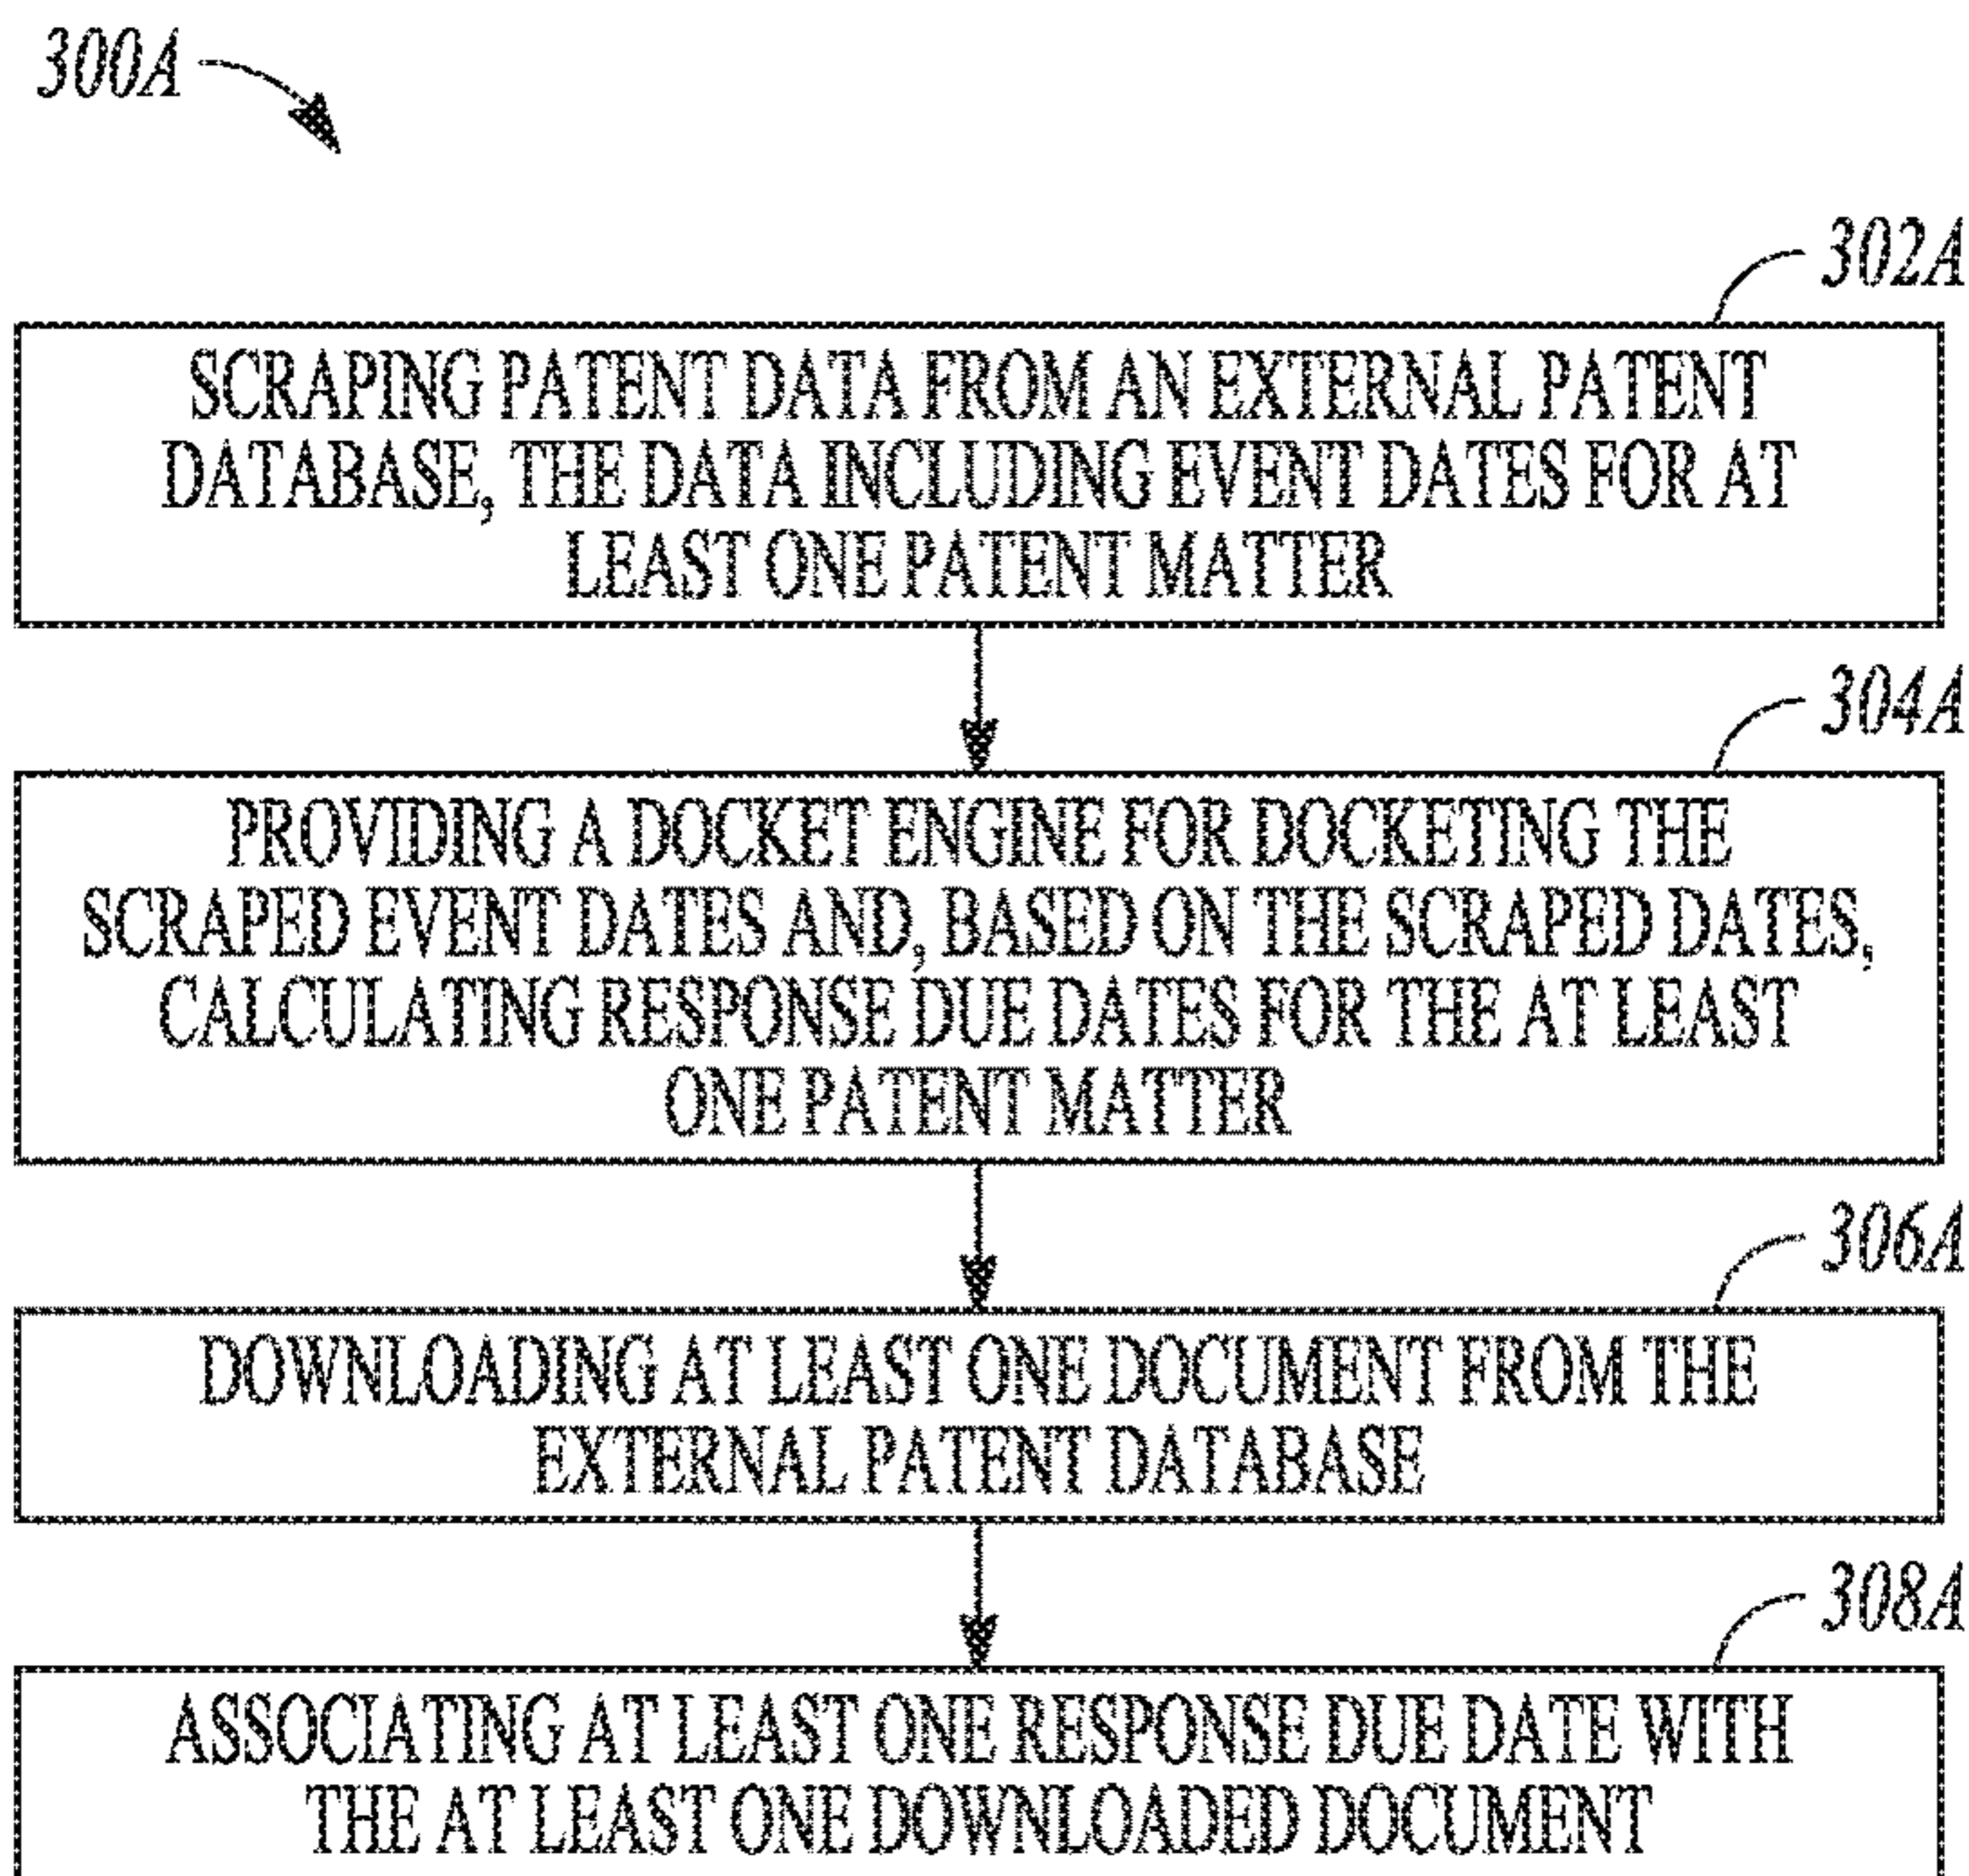 300A
302A
SCRAPING PATENT DATA FROM AN EXTERNAL PATENT
DATABASE, THE DATA INCLUDING EVENT DATES FOR AT
LEAST ONE PATENT MATTER
304A
PROVIDING A DOCKET ENGINE FOR DOCKETING THE
SCRAPED EVENT DATES AND, BASED ON THE SCRAPED DATES,
CALCULATING RESPONSE DUE DATES FOR THE AT LEAST
ONE PATENT MATTER
306A
DOWNLOADING AT LEAST ONE DOCUMENT FROM THE
EXTERNAL PATENT DATABASE
308A
ASSOCIATING AT LEAST ONE RESPONSE DUE DATE WITH
THE AT LEAST ONE DOWNLOADED DOCUMENT